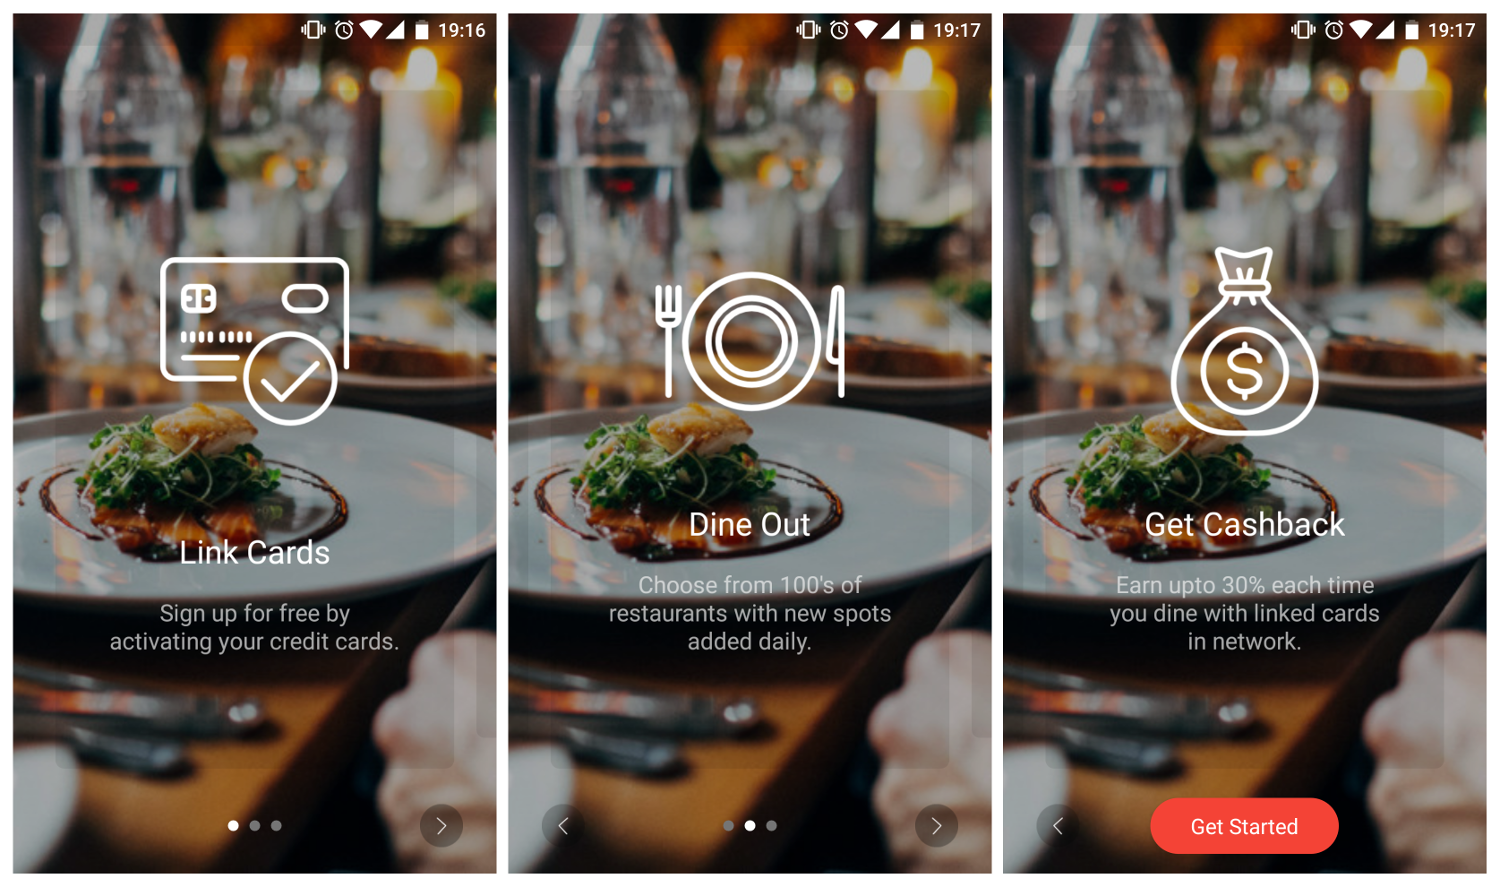 19:16
Link Cards
Sign up for free by
activating your credit cards.
19:17
Dine Out
Choose from 100's of
restaurants with new spots
added daily.
19:17
$
Get Cashback
Earn upto 30% each time
you dine with linked cards
in network.
Get Started